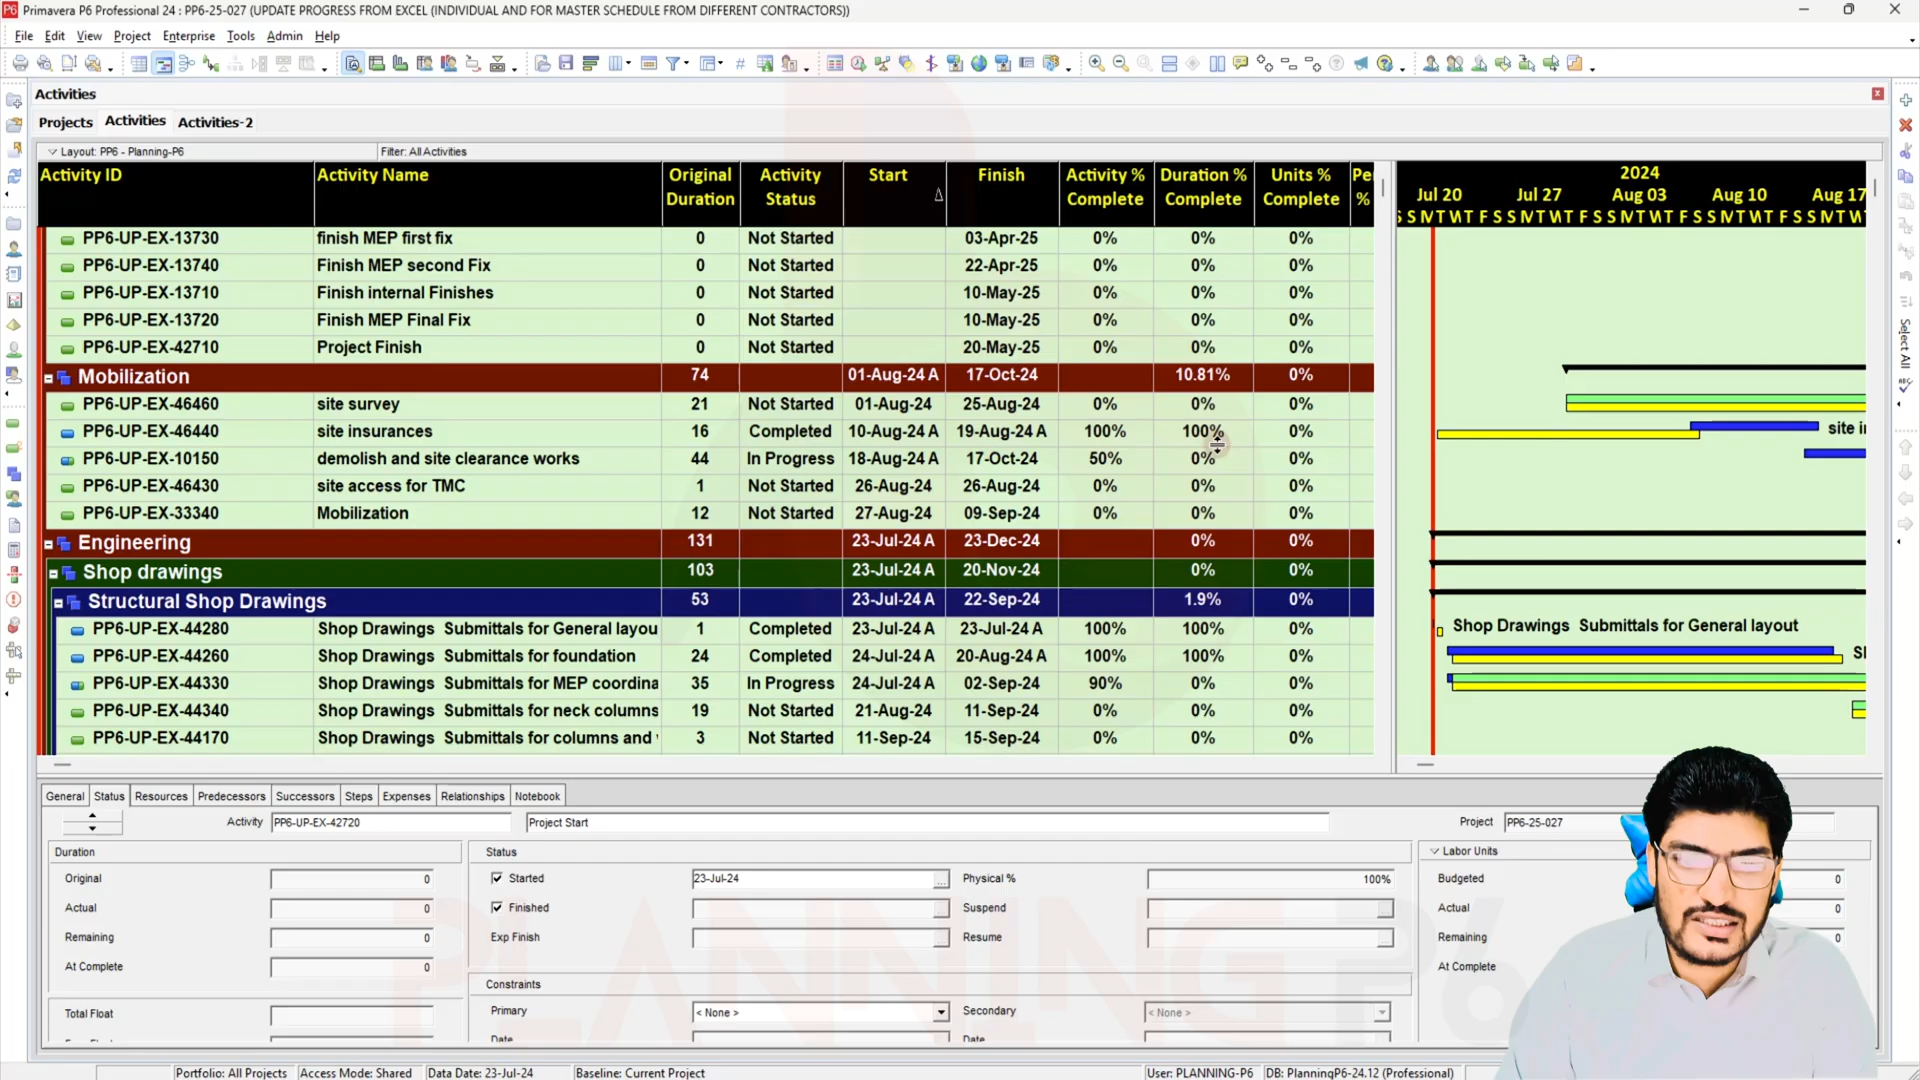 Primavera P6 Professional 24 : PP6-25-027 (UPDATE PROGRESS FROM EXCEL (INDIVIDUAL AND FOR MASTER SCHEDULE FROM DIFFERENT CONTRACTORS))
File Edit View Project Enterprise Tools Admin Help
Activities
Projects Activities Activities-2
Layout: PP6 - Planning-P6 Filter: All Activities
Activity ID Activity Name Original Duration Activity Status Start Finish Activity % Complete Duration % Complete Units % Complete Pe %
2024
Jul 20 Jul 27 Aug 03 Aug 10 Aug 17
PP6-UP-EX-13730 finish MEP first fix 0 Not Started 03-Apr-25 0% 0% 0%
PP6-UP-EX-13740 Finish MEP second Fix 0 Not Started 22-Apr-25 0% 0% 0%
PP6-UP-EX-13710 Finish internal Finishes 0 Not Started 10-May-25 0% 0% 0%
PP6-UP-EX-13720 Finish MEP Final Fix 0 Not Started 10-May-25 0% 0% 0%
PP6-UP-EX-42710 Project Finish 0 Not Started 20-May-25 0% 0% 0%
Mobilization 74 01-Aug-24 A 17-Oct-24 10.81% 0%
PP6-UP-EX-46460 site survey 21 Not Started 01-Aug-24 25-Aug-24 0% 0% 0%
PP6-UP-EX-46440 site insurances 16 Completed 10-Aug-24 A 19-Aug-24 A 100% 100% 0% site i
PP6-UP-EX-10150 demolish and site clearance works 44 In Progress 18-Aug-24 A 17-Oct-24 50% 0% 0%
PP6-UP-EX-46430 site access for TMC 1 Not Started 26-Aug-24 26-Aug-24 0% 0% 0%
PP6-UP-EX-33340 Mobilization 12 Not Started 27-Aug-24 09-Sep-24 0% 0% 0%
Engineering 131 23-Jul-24 A 23-Dec-24 0% 0%
Shop drawings 103 23-Jul-24 A 20-Nov-24 0% 0%
Structural Shop Drawings 53 23-Jul-24 A 22-Sep-24 1.9% 0%
PP6-UP-EX-44280 Shop Drawings Submittals for General layou 1 Completed 23-Jul-24 A 23-Jul-24 A 100% 100% 0% Shop Drawings Submittals for General layout
PP6-UP-EX-44260 Shop Drawings Submittals for foundation 24 Completed 24-Jul-24 A 20-Aug-24 A 100% 100% 0% S
PP6-UP-EX-44330 Shop Drawings Submittals for MEP coordina 35 In Progress 24-Jul-24 A 02-Sep-24 90% 0% 0%
PP6-UP-EX-44340 Shop Drawings Submittals for neck columns 19 Not Started 21-Aug-24 11-Sep-24 0% 0% 0%
PP6-UP-EX-44170 Shop Drawings Submittals for columns and 3 Not Started 11-Sep-24 15-Sep-24 0% 0% 0%
Select All
General Status Resources Predecessors Successors Steps Expenses Relationships Notebook
Activity PP6-UP-EX-42720 Project Start Project PP6-25-027
Duration Status Labor Units
Original 0 Started 23-Jul-24 Physical % 100% Budgeted 0
Actual 0 Finished Suspend Actual 0
Remaining 0 Exp Finish Resume Remaining 0
At Complete 0 At Complete
Constraints
Total Float Primary < None > Secondary < None >
Date Date
PLANNING P6
Portfolio: All Projects Access Mode: Shared Data Date: 23-Jul-24 Baseline: Current Project User: PLANNING-P6 DB: PlanningP6-24.12 (Professional)